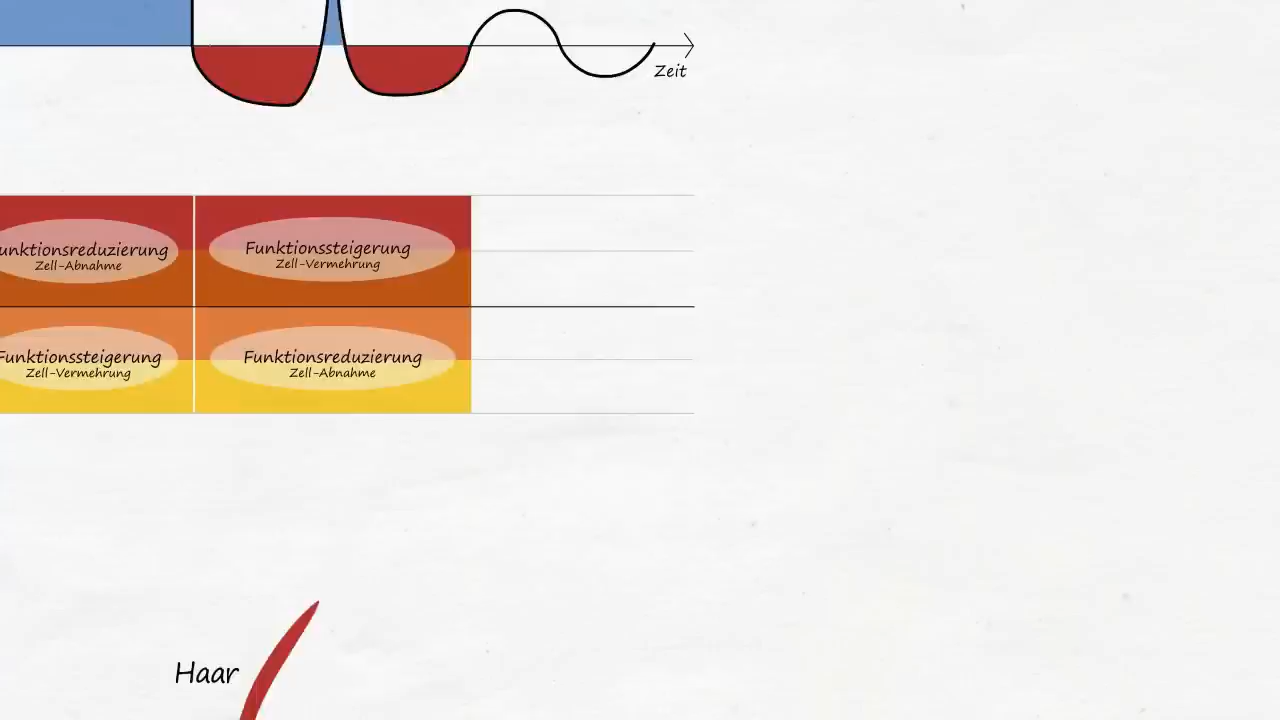 Zeit
unktionsreduzierung
Zell-Abnahme
Funktionssteigerung
Zell-Vermehrung
Funktionssteigerung
Zell-Vermehrung
Funktionsreduzierung
Zell-Abnahme
Haar